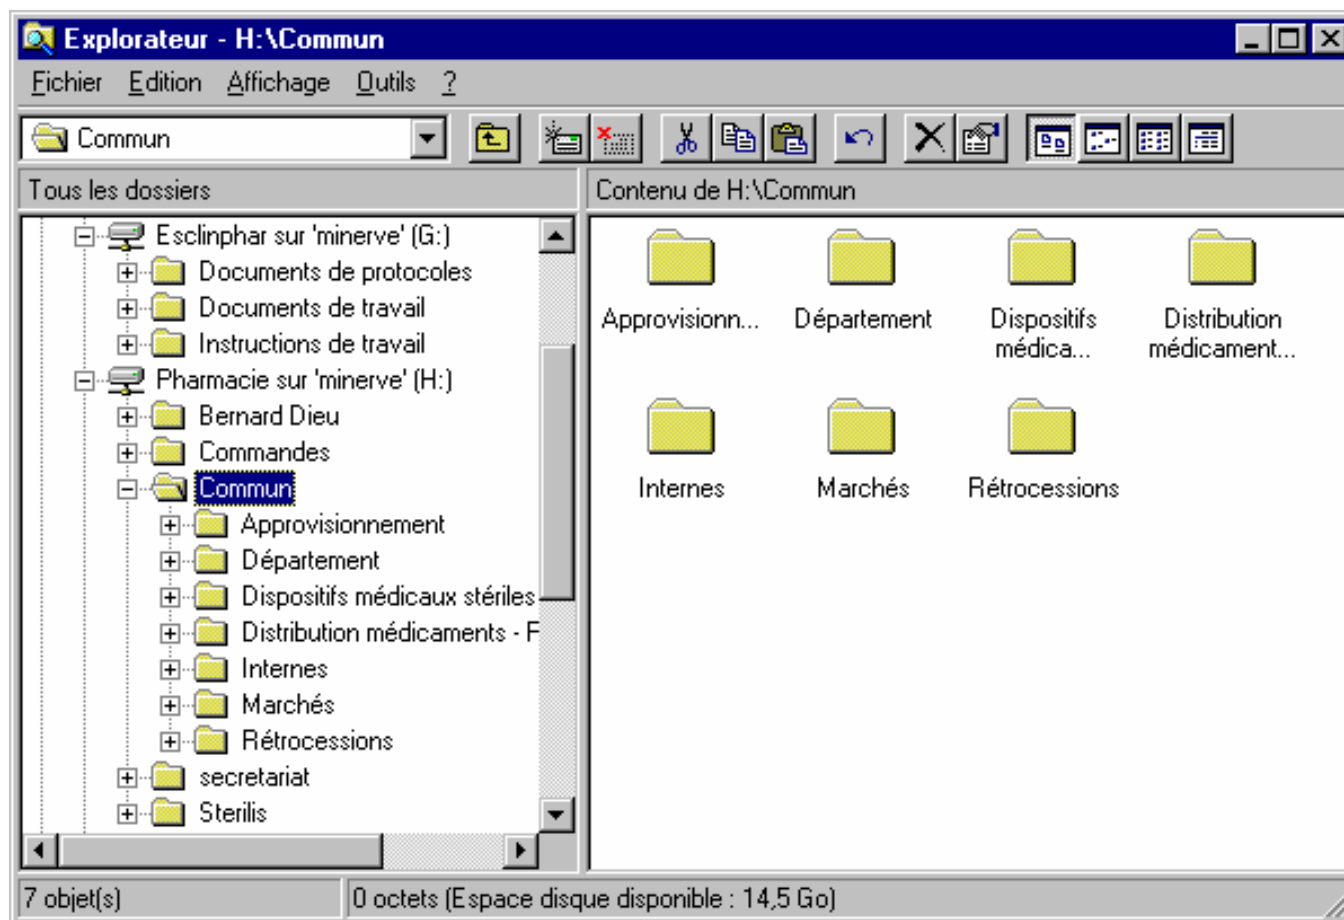 Explorateur - H:\Commun
Fichier Edition Affichage Outils ?
Commun
Tous les dossiers
Contenu de H:\Commun
Esclinphar sur 'minerve' (G:)
Documents de protocoles
Documents de travail
Instructions de travail
Pharmacie sur 'minerve' (H:)
Bernard Dieu
Commandes
Commun
Approvisionnement
Département
Dispositifs médicaux stériles
Distribution médicaments - F
Internes
Marchés
Rétrocessions
secretariat
Sterilis
Approvisionn...
Département
Dispositifs
médica...
Distribution
médicament...
Internes
Marchés
Rétrocessions
7 objet(s)
0 octets (Espace disque disponible : 14,5 Go)